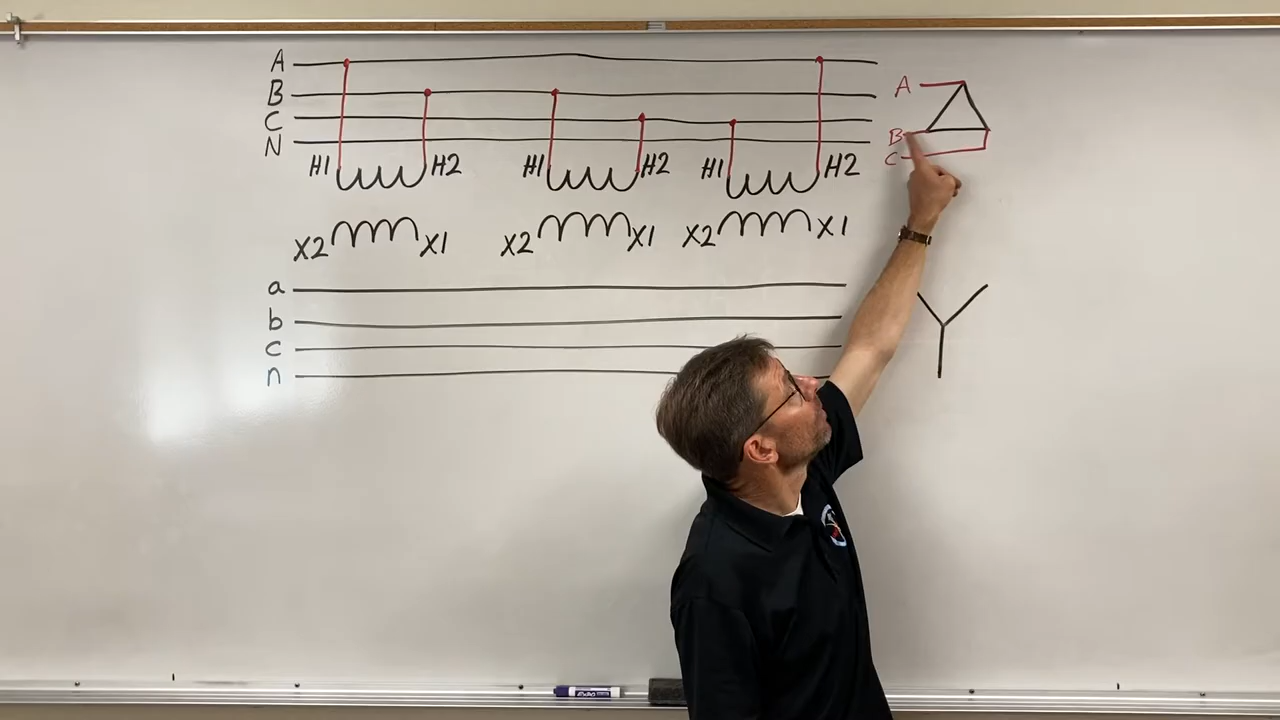 A
B
C
N
A
B
C
H1 H2 H1 H2 H1 H2
X2 X1 X2 X1 X2 X1
a
b
c
n
EXPO